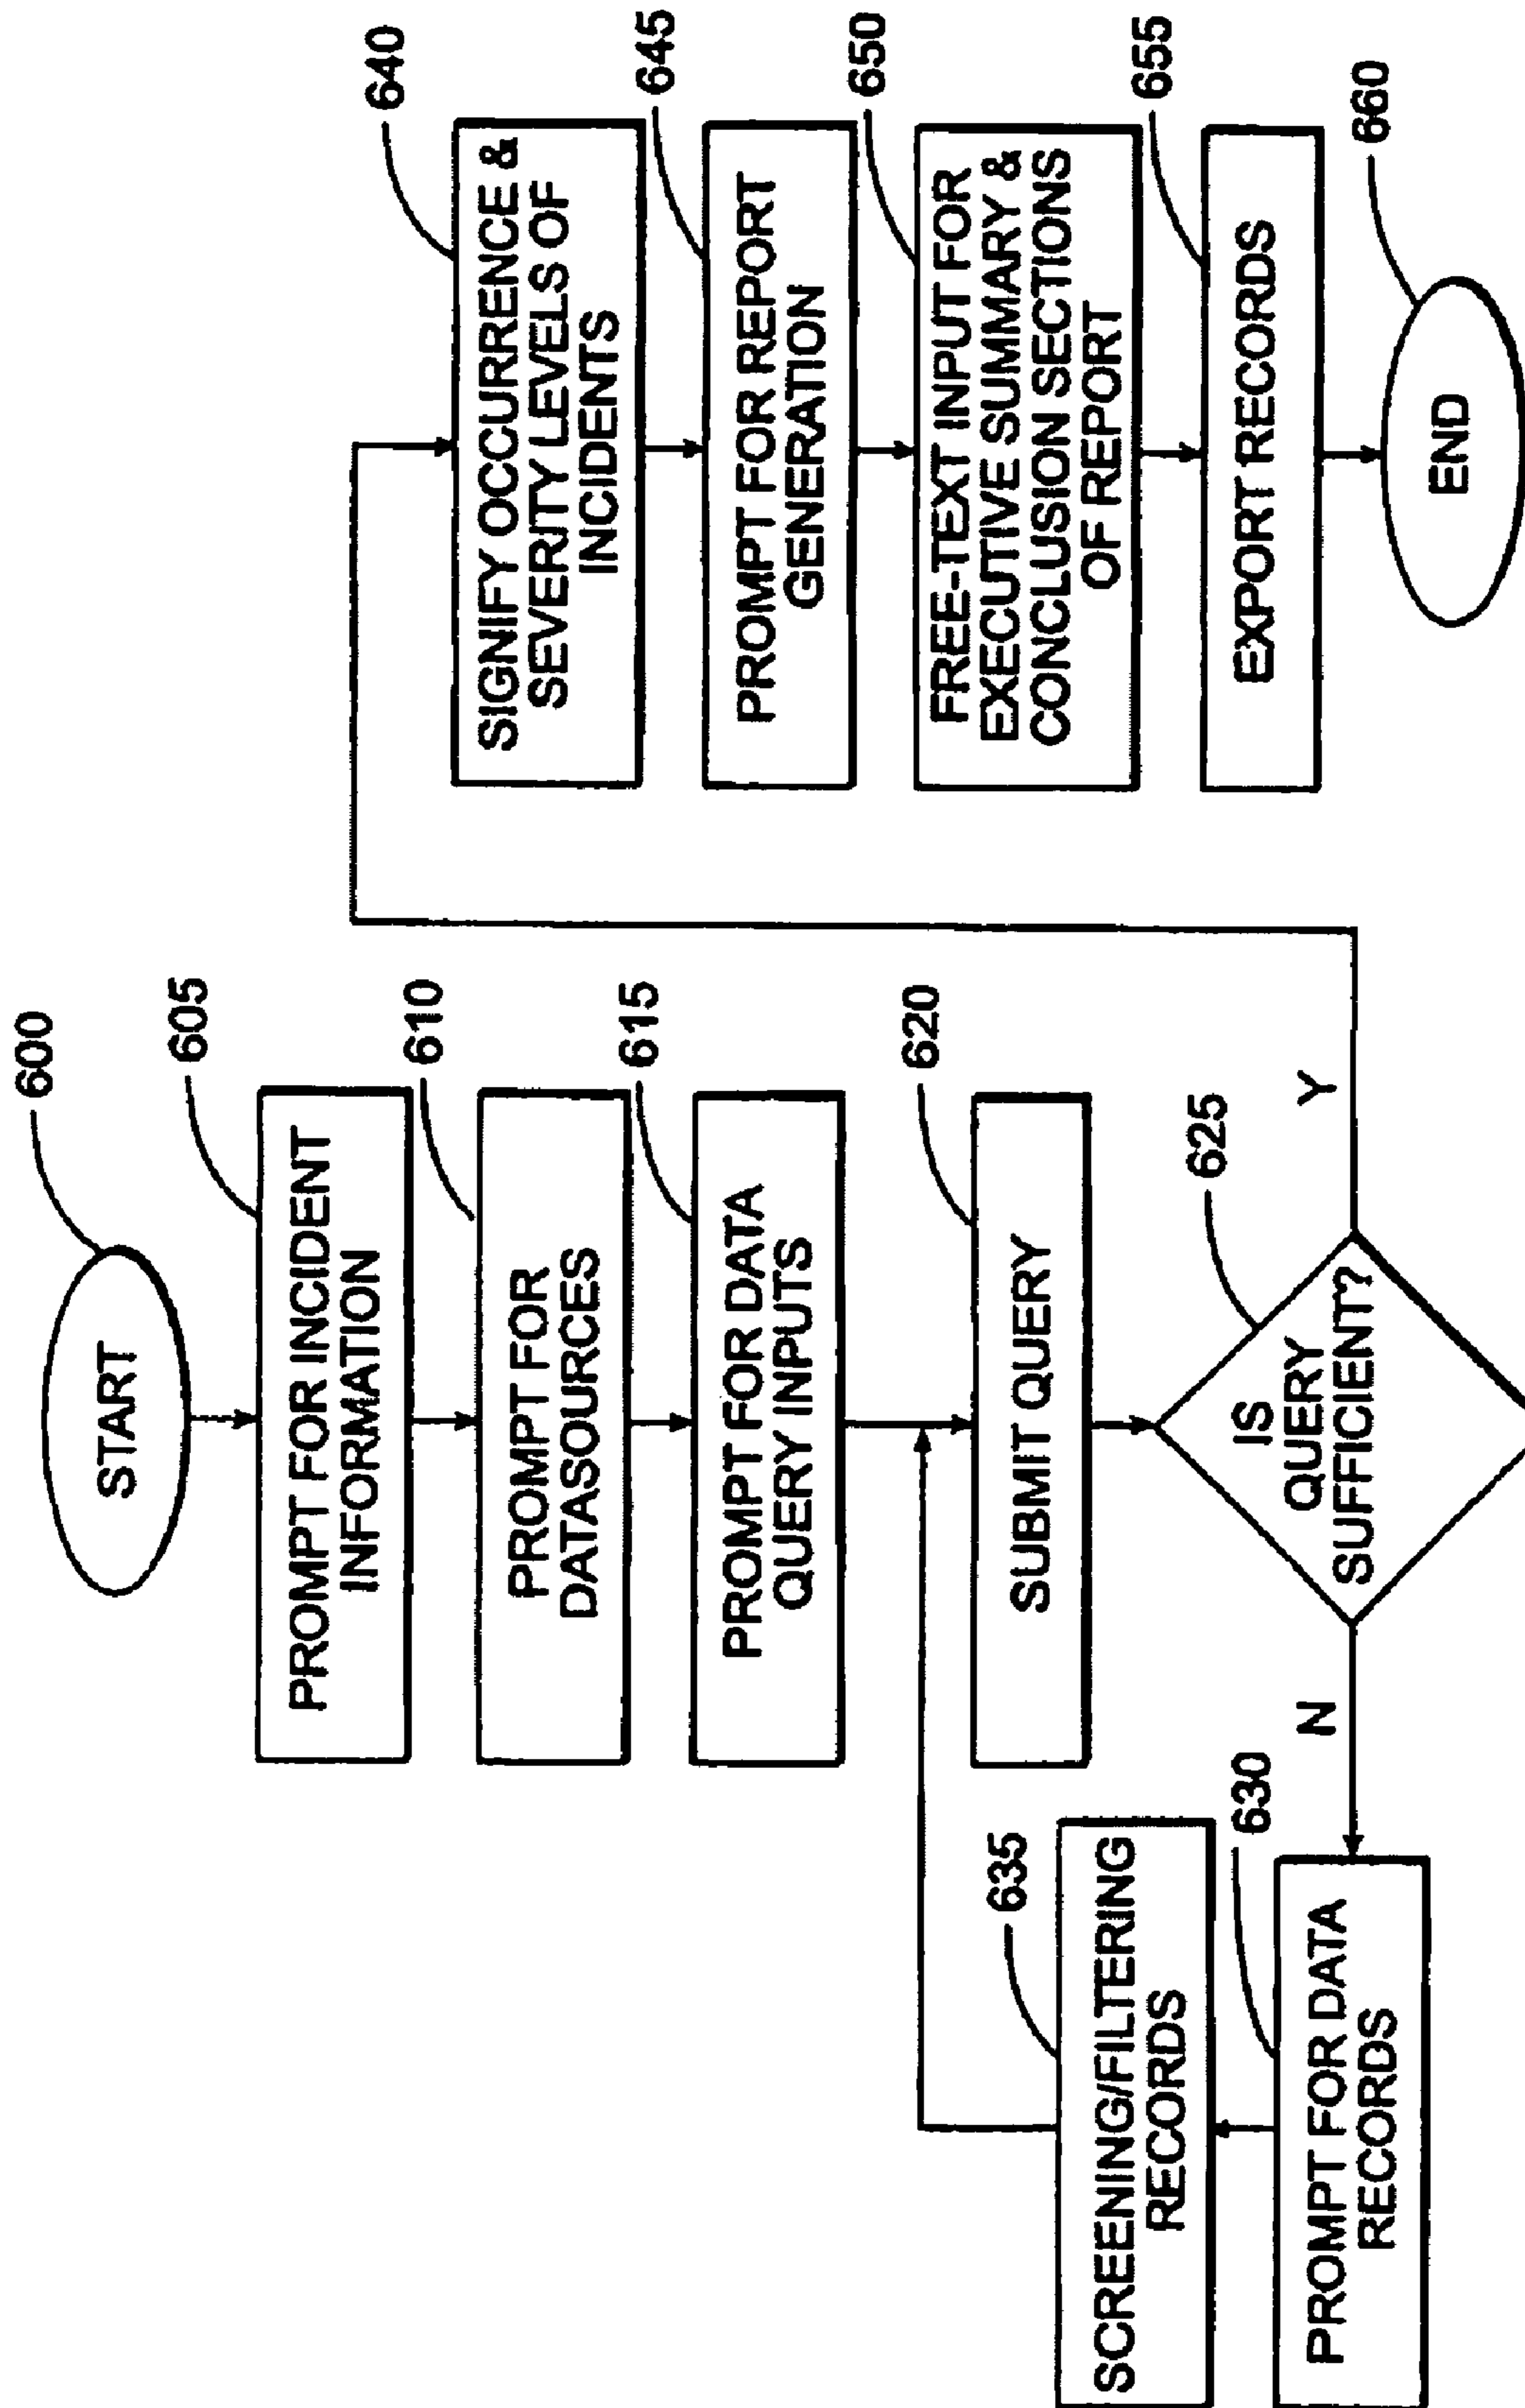 600
START
605
PROMPT FOR INCIDENT
INFORMATION
610
PROMPT FOR
DATASOURCES
615
PROMPT FOR DATA
QUERY INPUTS
620
SUBMIT QUERY
625
IS
QUERY
SUFFICIENT?
N
Y
630
PROMPT FOR DATA
RECORDS
635
SCREENING/FILTERING
RECORDS
640
SIGNIFY OCCURRENCE &
SEVERITY LEVELS OF
INCIDENTS
645
PROMPT FOR REPORT
GENERATION
650
FREE-TEXT INPUT FOR
EXECUTIVE SUMMARY &
CONCLUSION SECTIONS
OF REPORT
655
EXPORT RECORDS
660
END